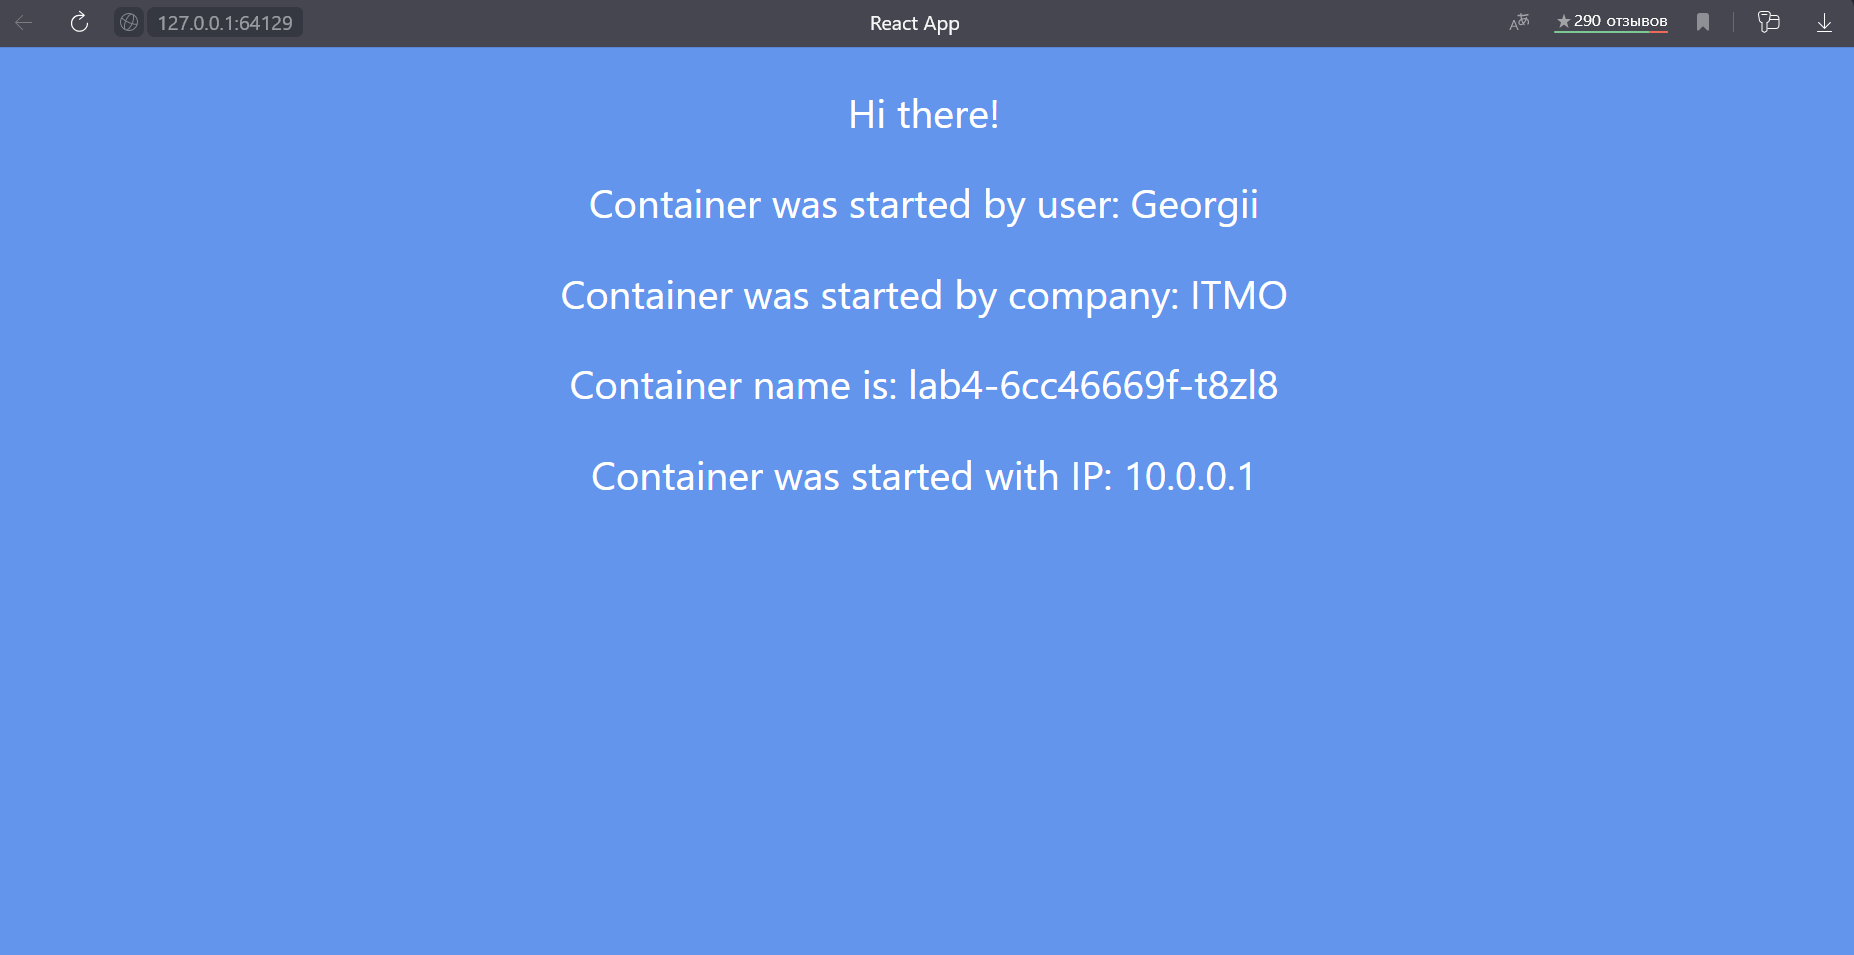 127.0.0.1:64129
React App
290 отзывов
Hi there!
Container was started by user: Georgii
Container was started by company: ITMO
Container name is: lab4-6cc46669f-t8zl8
Container was started with IP: 10.0.0.1